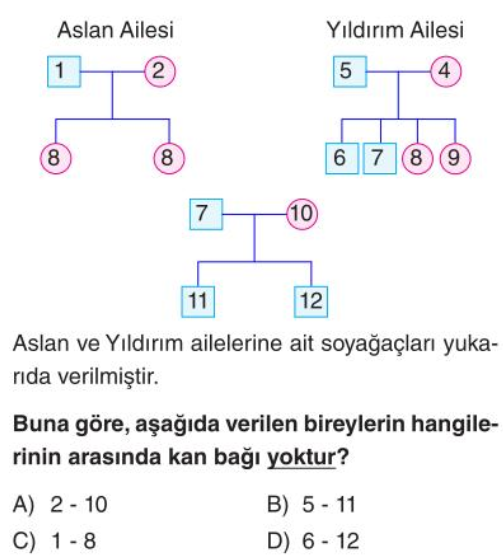 Aslan Ailesi Yıldırım Ailesi
1 2 5 4
8 8 6 7 8 9
7 10
11 12
Aslan ve Yıldırım ailelerine ait soyağaçları yuka-
rıda verilmiştir.
Buna göre, aşağıda verilen bireylerin hangile-
rinin arasında kan bağı yoktur?
A) 2 - 10 B) 5 - 11
C) 1 - 8 D) 6 - 12